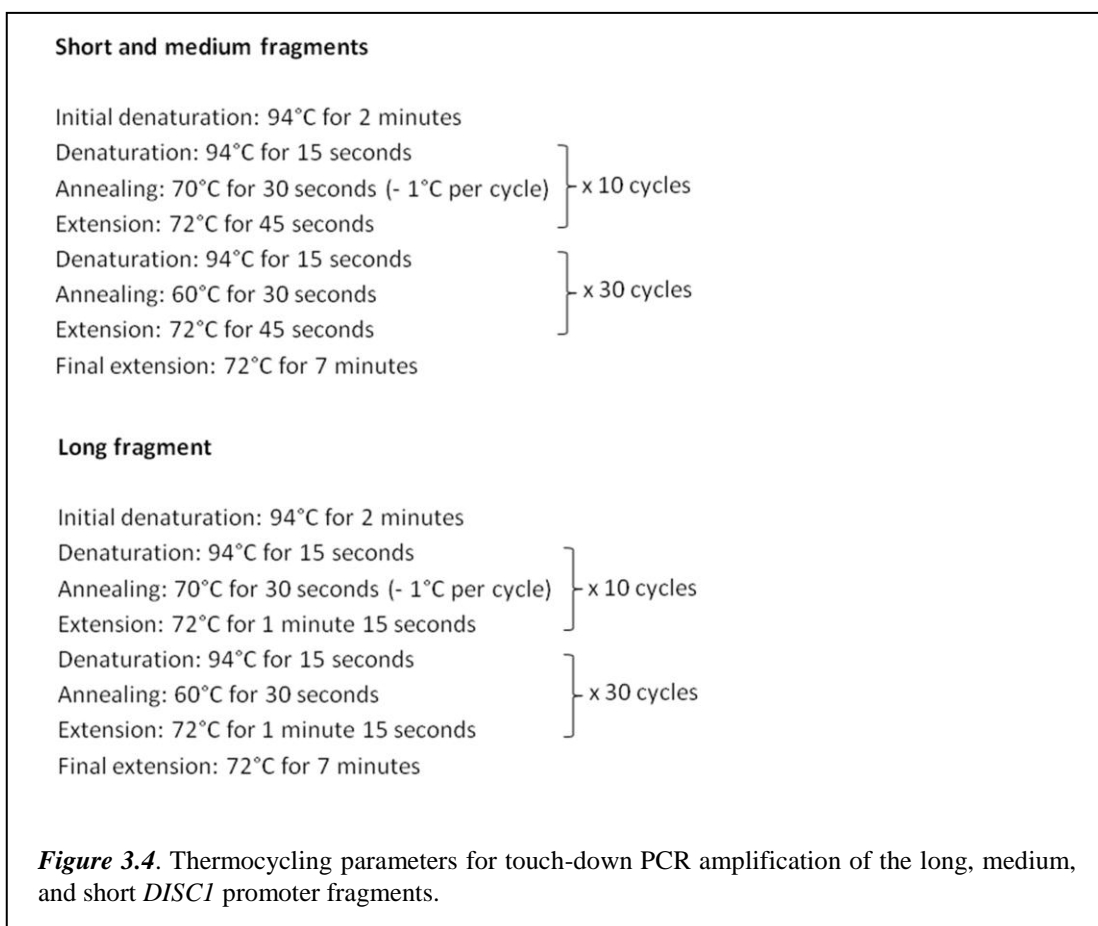 Short and medium fragments
Initial denaturation: 94°C for 2 minutes
Denaturation: 94°C for 15 seconds
Annealing: 70°C for 30 seconds (- 1°C per cycle)
x 10 cycles
Extension: 72°C for 45 seconds
Denaturation: 94°C for 15 seconds
Annealing: 60°C for 30 seconds
x 30 cycles
Extension: 72°C for 45 seconds
Final extension: 72°C for 7 minutes
Long fragment
Initial denaturation: 94°C for 2 minutes
Denaturation: 94°C for 15 seconds
Annealing: 70°C for 30 seconds (- 1°C per cycle)
x 10 cycles
Extension: 72°C for 1 minute 15 seconds
Denaturation: 94°C for 15 seconds
Annealing: 60°C for 30 seconds
x 30 cycles
Extension: 72°C for 1 minute 15 seconds
Final extension: 72°C for 7 minutes
Figure 3.4. Thermocycling parameters for touch-down PCR amplification of the long, medium,
and short DISC1 promoter fragments.